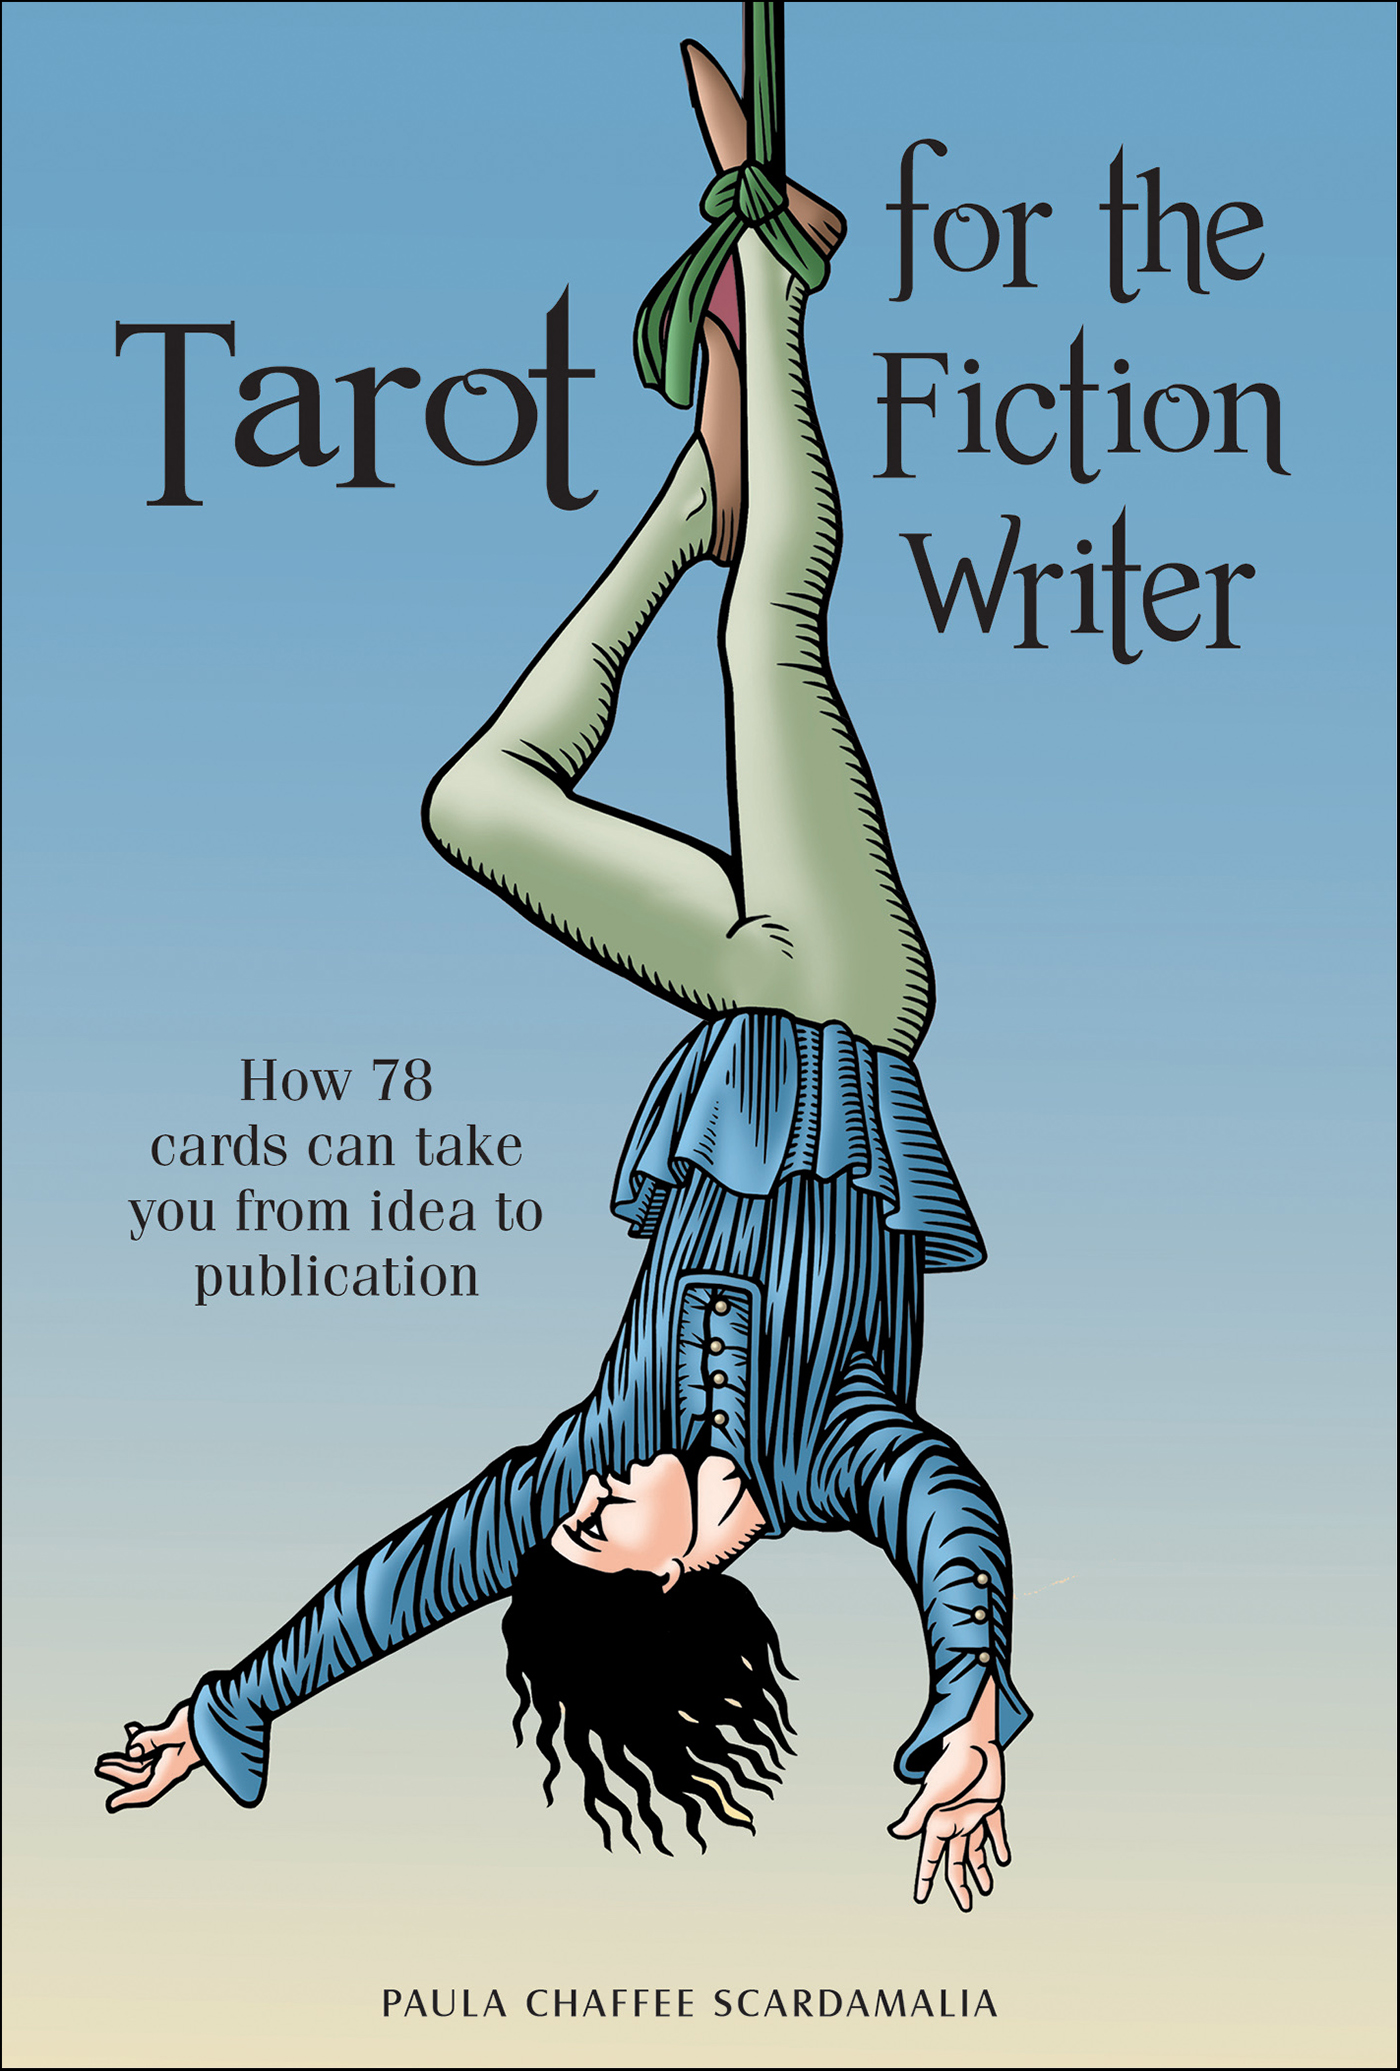 Tarot
for the
Fiction
Writer
How 78
cards can take
you from idea to
publication
PAULA CHAFFEE SCARDAMALIA